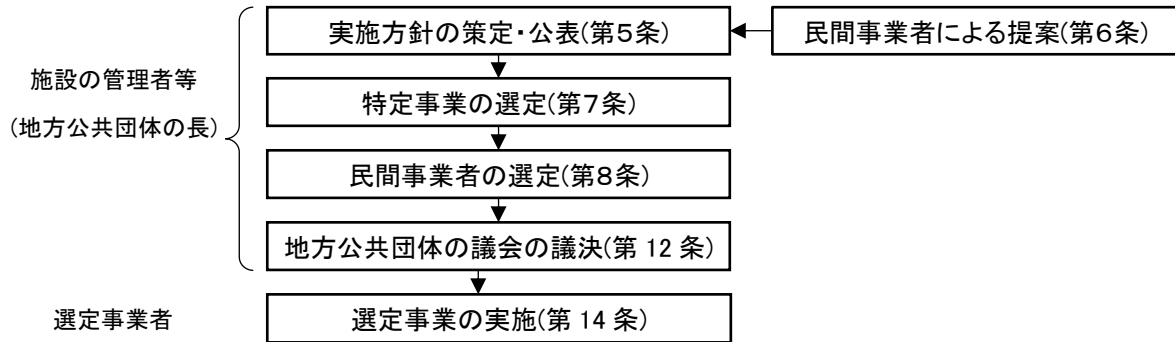 実施方針の策定・公表(第5条)
民間事業者による提案(第6条)
施設の管理者等
(地方公共団体の長)
特定事業の選定(第7条)
民間事業者の選定(第8条)
地方公共団体の議会の議決(第 12 条)
選定事業者
選定事業の実施(第 14 条)